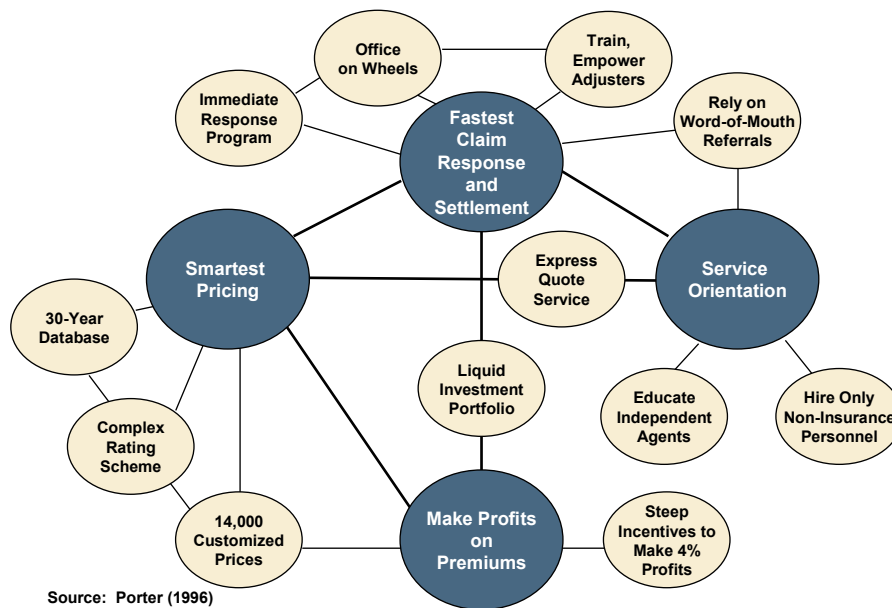 Office
on Wheels
Train,
Empower
Adjusters
Immediate
Response
Program
Fastest
Claim
Response
and
Settlement
Rely on
Word-of-Mouth
Referrals
Smartest
Pricing
Express
Quote
Service
Service
Orientation
30-Year
Database
Liquid
Investment
Portfolio
Educate
Independent
Agents
Hire Only
Non-Insurance
Personnel
Complex
Rating
Scheme
14,000
Customized
Prices
Make Profits
on
Premiums
Steep
Incentives to
Make 4%
Profits
Source: Porter (1996)